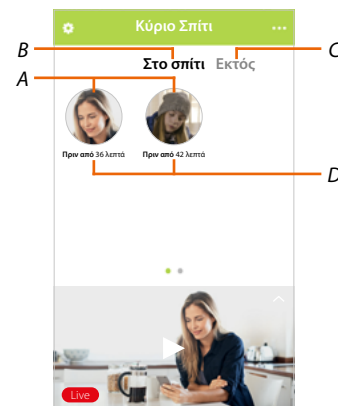 Κύριο Σπίτι
B
C
Στο σπίτι Εκτός
A
Πριν από 36 λεπτά Πριν από 42 λεπτά
D
Live